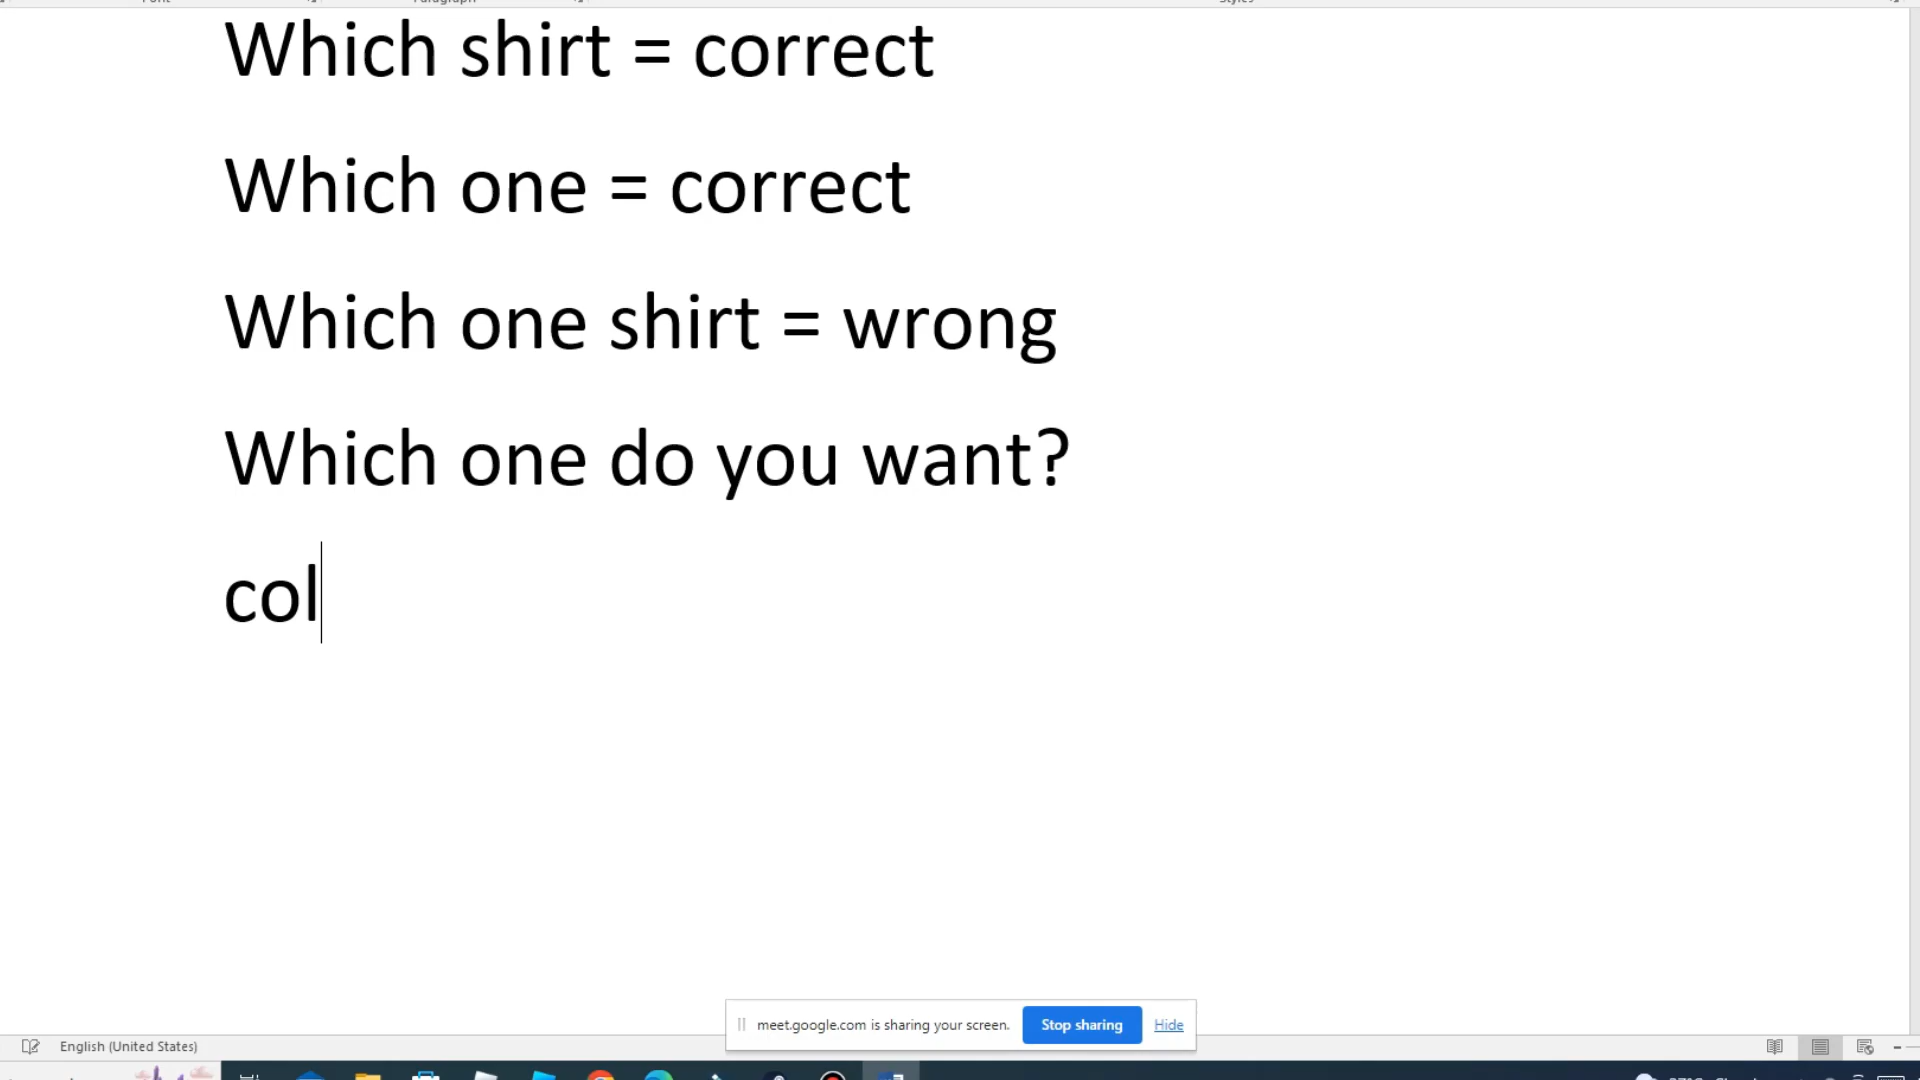 Which shirt = correct
Which one = correct
Which one shirt = wrong
Which one do you want?
col
meet.google.com is sharing your screen. Stop sharing Hide
English (United States)